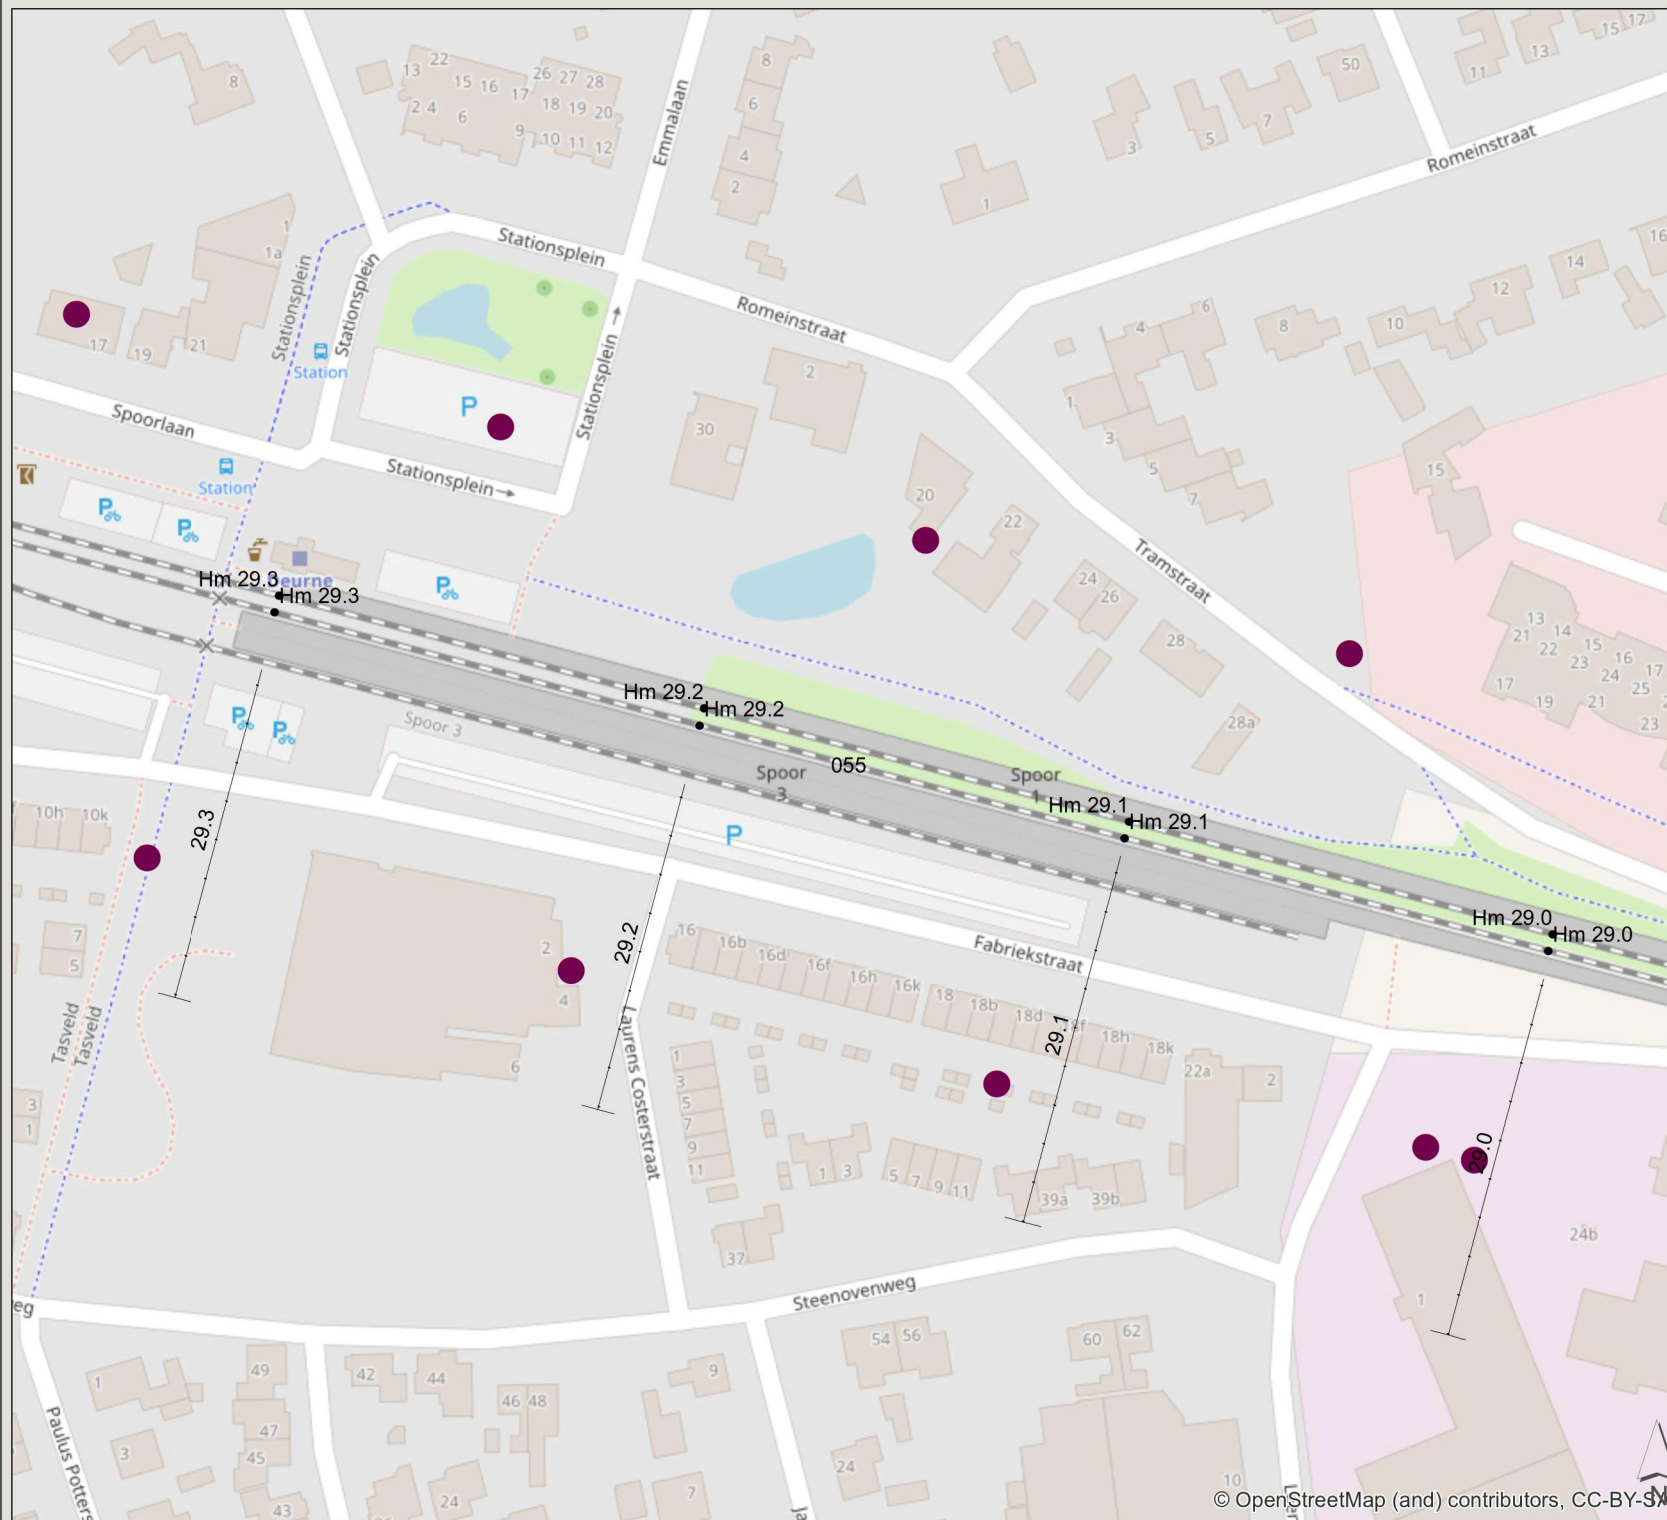 8
13
22
15 16
17
26 27 28
18 19 20
2 4
6
9
10 11 12
Emmalaan
8
6
4
2
1
3
5
7
50
11
13
15
17
Romeinstraat
1
1a
17
19
21
Stationsplein
Stationsplein
Stationsplein
Stationsplein
Station
P
Romeinstraat
2
30
4
6
8
10
12
14
16
1
3
5
7
15
Spoorlaan
Stationsplein
Station
P
P
P
20
22
24
26
28
28a
Tramstraat
13
14
21
22
15
23
16
24
17
25
17
19
21
23
Deurne
Hm 29.3
Hm 29.3
Hm 29.2
Hm 29.2
055
Spoor
3
Spoor
1
Hm 29.1
Hm 29.1
Hm 29.0
Hm 29.0
Spoor 3
P
P
P
29.3
29.2
29.1
29.0
10h
10k
7
5
3
1
Tasveld
Tasveld
2
4
6
Laurens Costerstraat
Fabriekstraat
16
16b
16d
16f
16h
16k
18
18b
18d
18h
18k
22a
2
1
3
5
7
9
11
1
3
5
7
9
11
39a
39b
37
24b
1
Steenovenweg
eg
54
56
60
62
1
49
42
44
46 48
9
47
45
3
43
24
7
24
10
Paulus Potters
Ja
© OpenStreetMap (and) contributors, CC-BY-SA
N